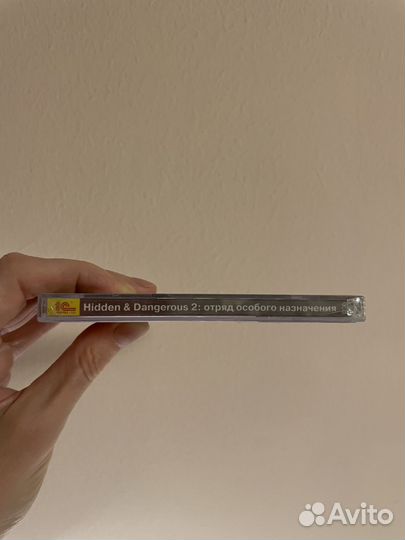 1С
Hidden & Dangerous 2: отряд особого назначения
Avito